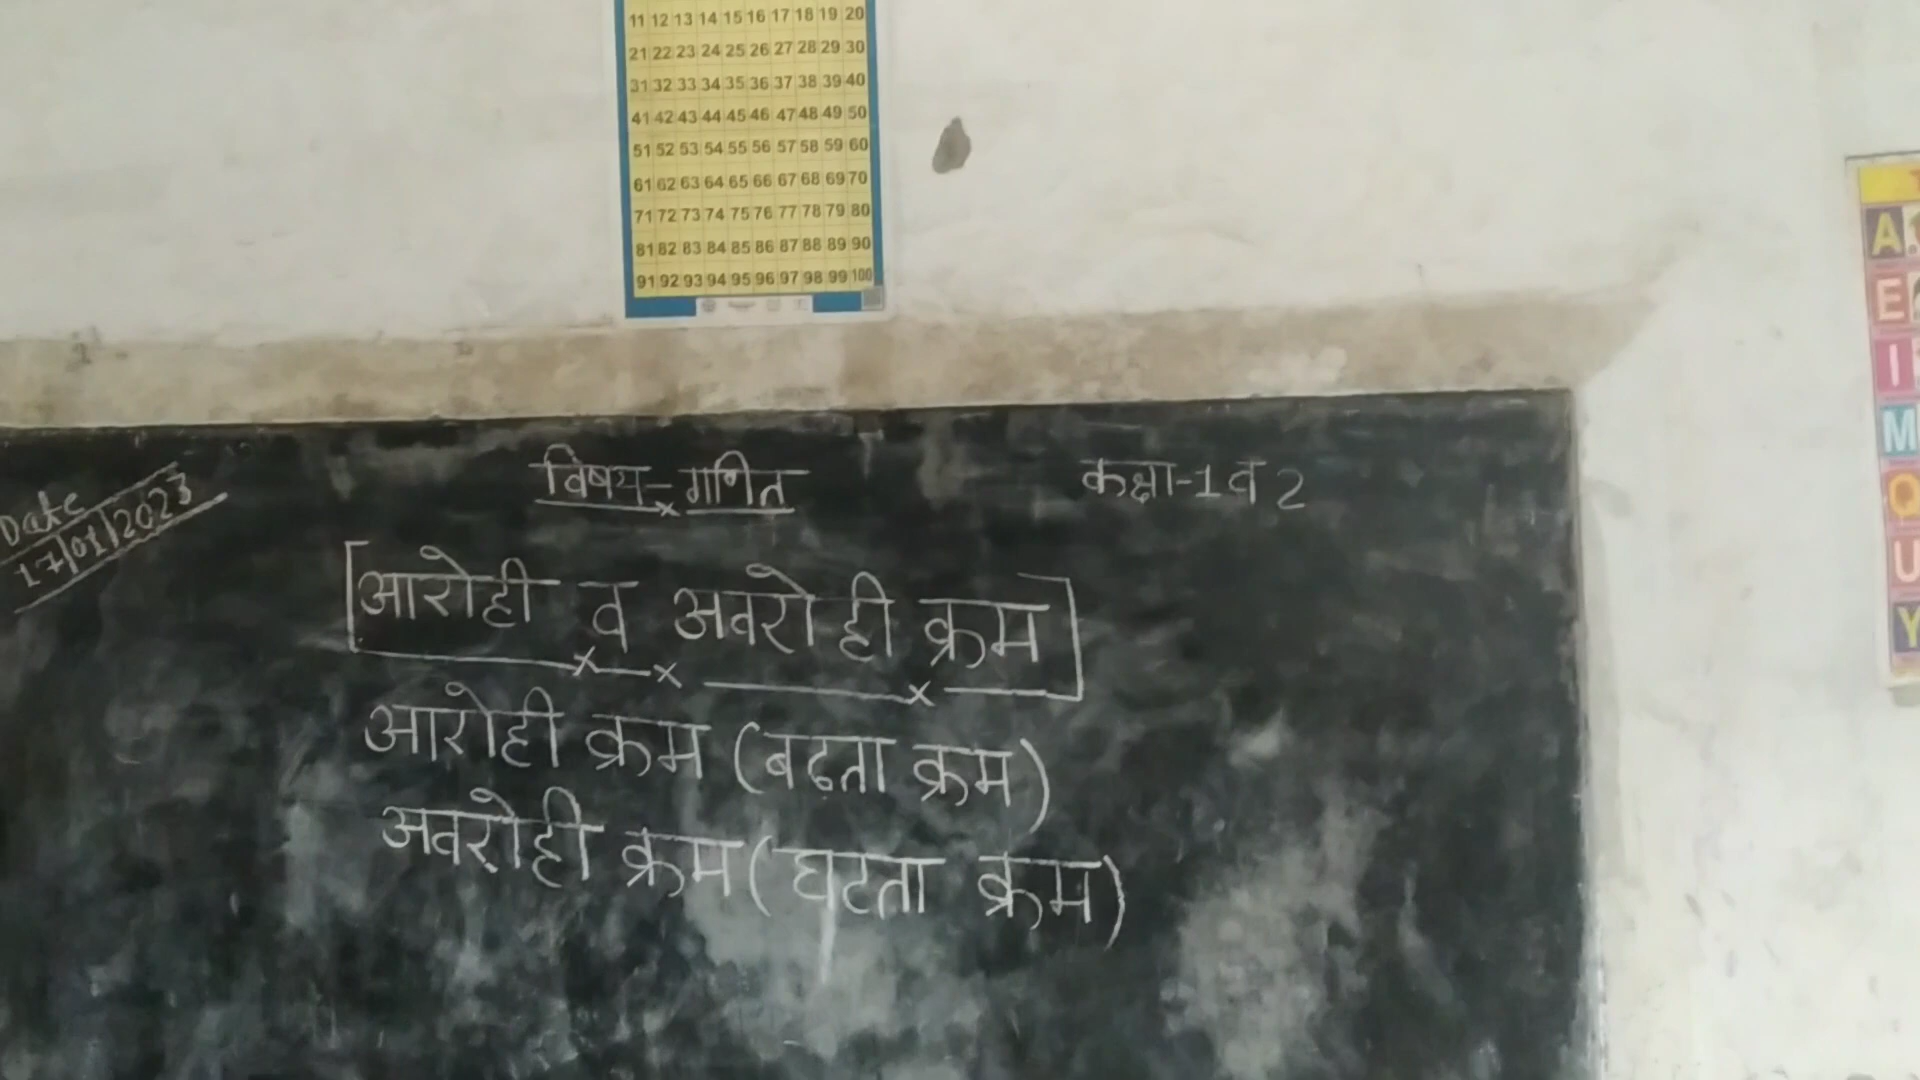 11 12 13 14 15 16 17 18 19 20
21 22 23 24 25 26 27 28 29 30
31 32 33 34 35 36 37 38 39 40
41 42 43 44 45 46 47 48 49 50
51 52 53 54 55 56 57 58 59 60
61 62 63 64 65 66 67 68 69 70
71 72 73 74 75 76 77 78 79 80
81 82 83 84 85 86 87 88 89 90
91 92 93 94 95 96 97 98 99 100
A
E
I
M
Q
U
Y
Date
17/01/2023
विषय-गणित
कक्षा-1 व 2
आरोही व अवरोही क्रम
आरोही क्रम (बढ़ता क्रम)
अवरोही क्रम (घटता क्रम)